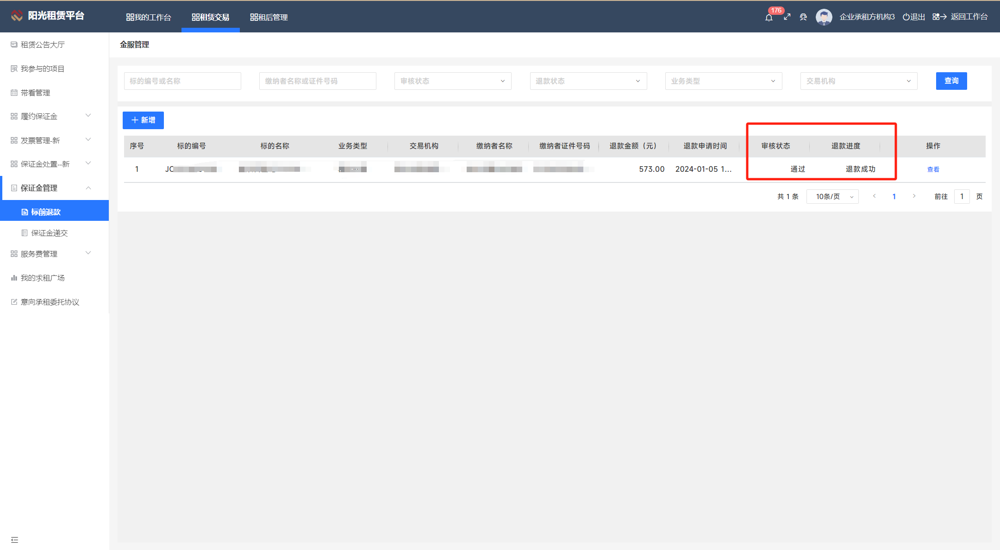 阳光租赁平台
我的工作台
租赁交易
租后管理
176
企业承租方机构3
退出
返回工作台
租赁公告大厅
我参与的项目
带看管理
履约保证金
发票管理-新
保证金处置--新
保证金管理
标前退款
保证金递交
服务费管理
我的求租广场
意向承租委托协议
金服管理
标的编号或名称
缴纳者名称或证件号码
审核状态
退款状态
业务类型
交易机构
查询
新增
序号 标的编号 标的名称 业务类型 交易机构 缴纳者名称 缴纳者证件号码 退款金额（元） 退款申请时间 审核状态 退款进度 操作
1 JC 573.00 2024-01-05 1... 通过 退款成功 查看
共 1 条 10条/页 1 前往 1 页